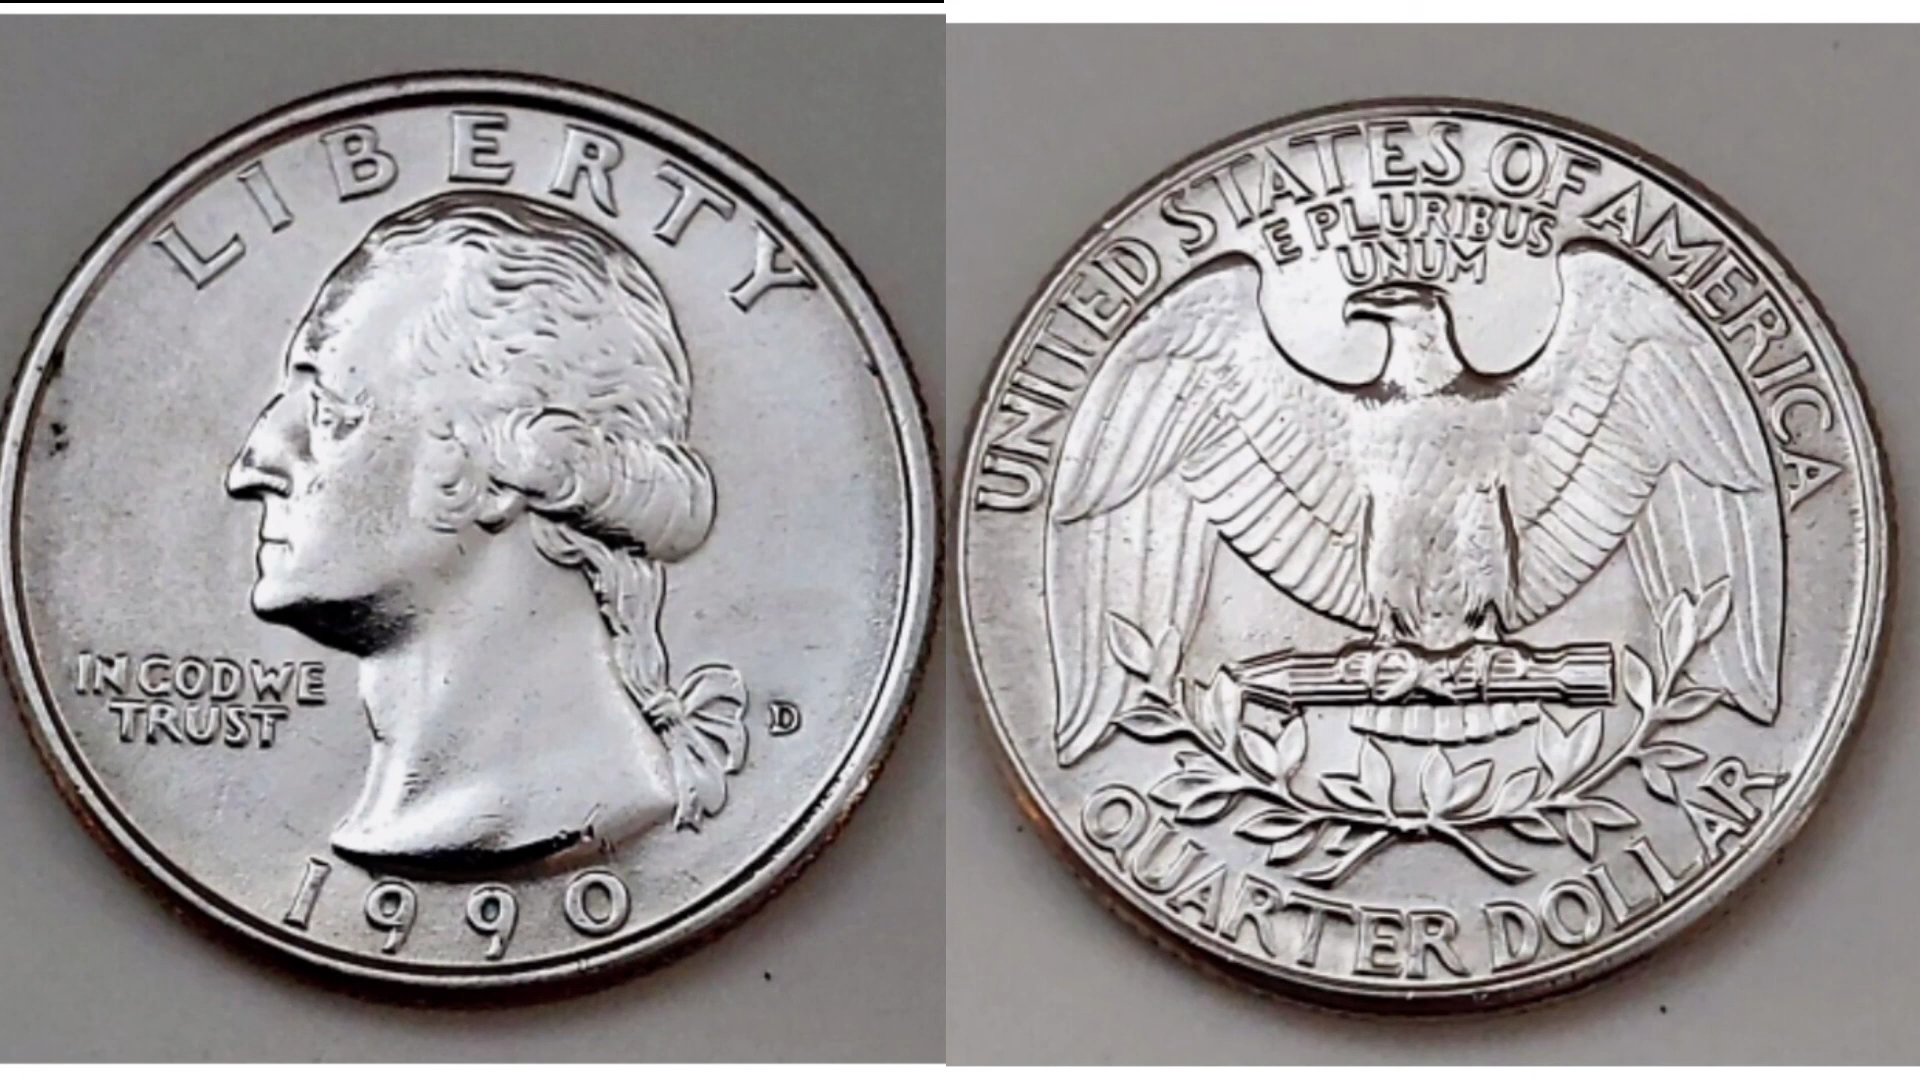 LIBERTY
IN GOD WE
TRUST
D
1990
UNITED STATES OF AMERICA
E PLURIBUS
UNUM
QUARTER DOLLAR